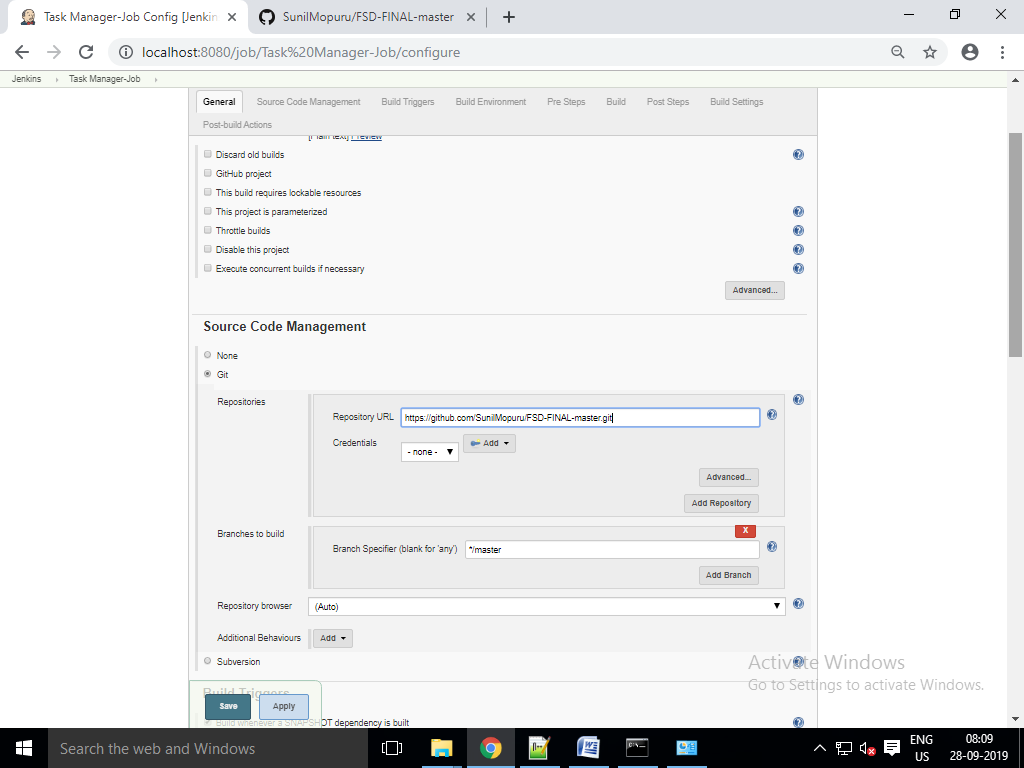 Task Manager-Job Config [Jenkin
SunilMopuru/FSD-FINAL-master
localhost:8080/job/Task%20Manager-Job/configure
Jenkins
Task Manager-Job
General
Source Code Management
Build Triggers
Build Environment
Pre Steps
Build
Post Steps
Build Settings
Post-build Actions
[Plain text] Preview
Discard old builds
GitHub project
This build requires lockable resources
This project is parameterized
Throttle builds
Disable this project
Execute concurrent builds if necessary
Advanced...
Source Code Management
None
Git
Repositories
Repository URL
https://github.com/SunilMopuru/FSD-FINAL-master.git
Credentials
- none -
Add
Advanced...
Add Repository
Branches to build
X
Branch Specifier (blank for 'any')
*/master
Add Branch
Repository browser
(Auto)
Additional Behaviours
Add
Subversion
Activate Windows
Go to Settings to activate Windows.
Build Triggers
Save
Apply
Build whenever a SNAPSHOT dependency is built
Search the web and Windows
ENG
US
08:09
28-09-2019